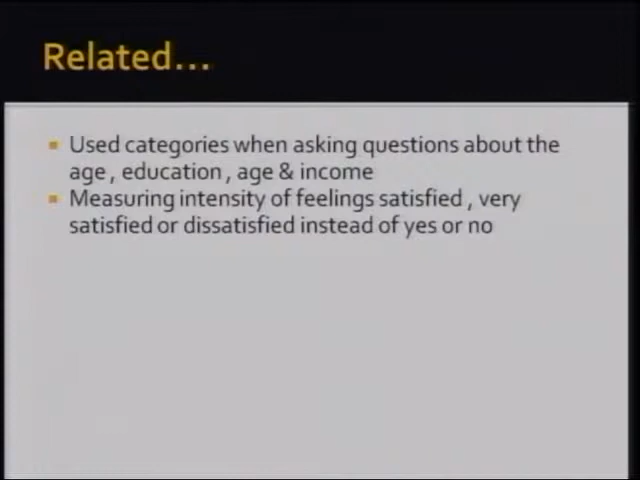 Related...
Used categories when asking questions about the
age , education , age & income
Measuring intensity of feelings satisfied , very
satisfied or dissatisfied instead of yes or no